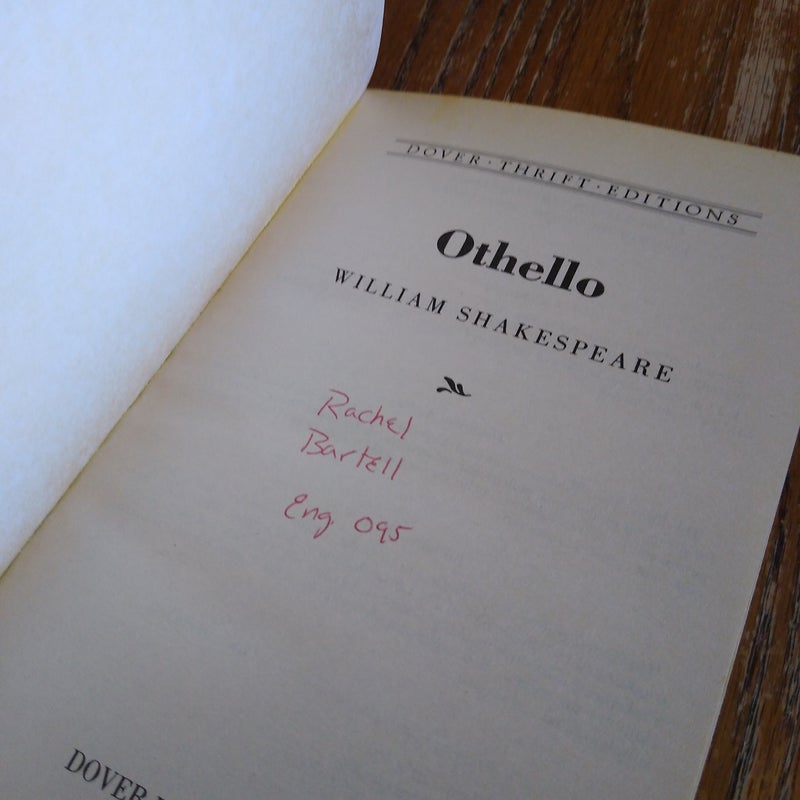 DOVER · THRIFT · EDITIONS
Othello
WILLIAM SHAKESPEARE
Rachel
Bartell
Eng 095
DOVER